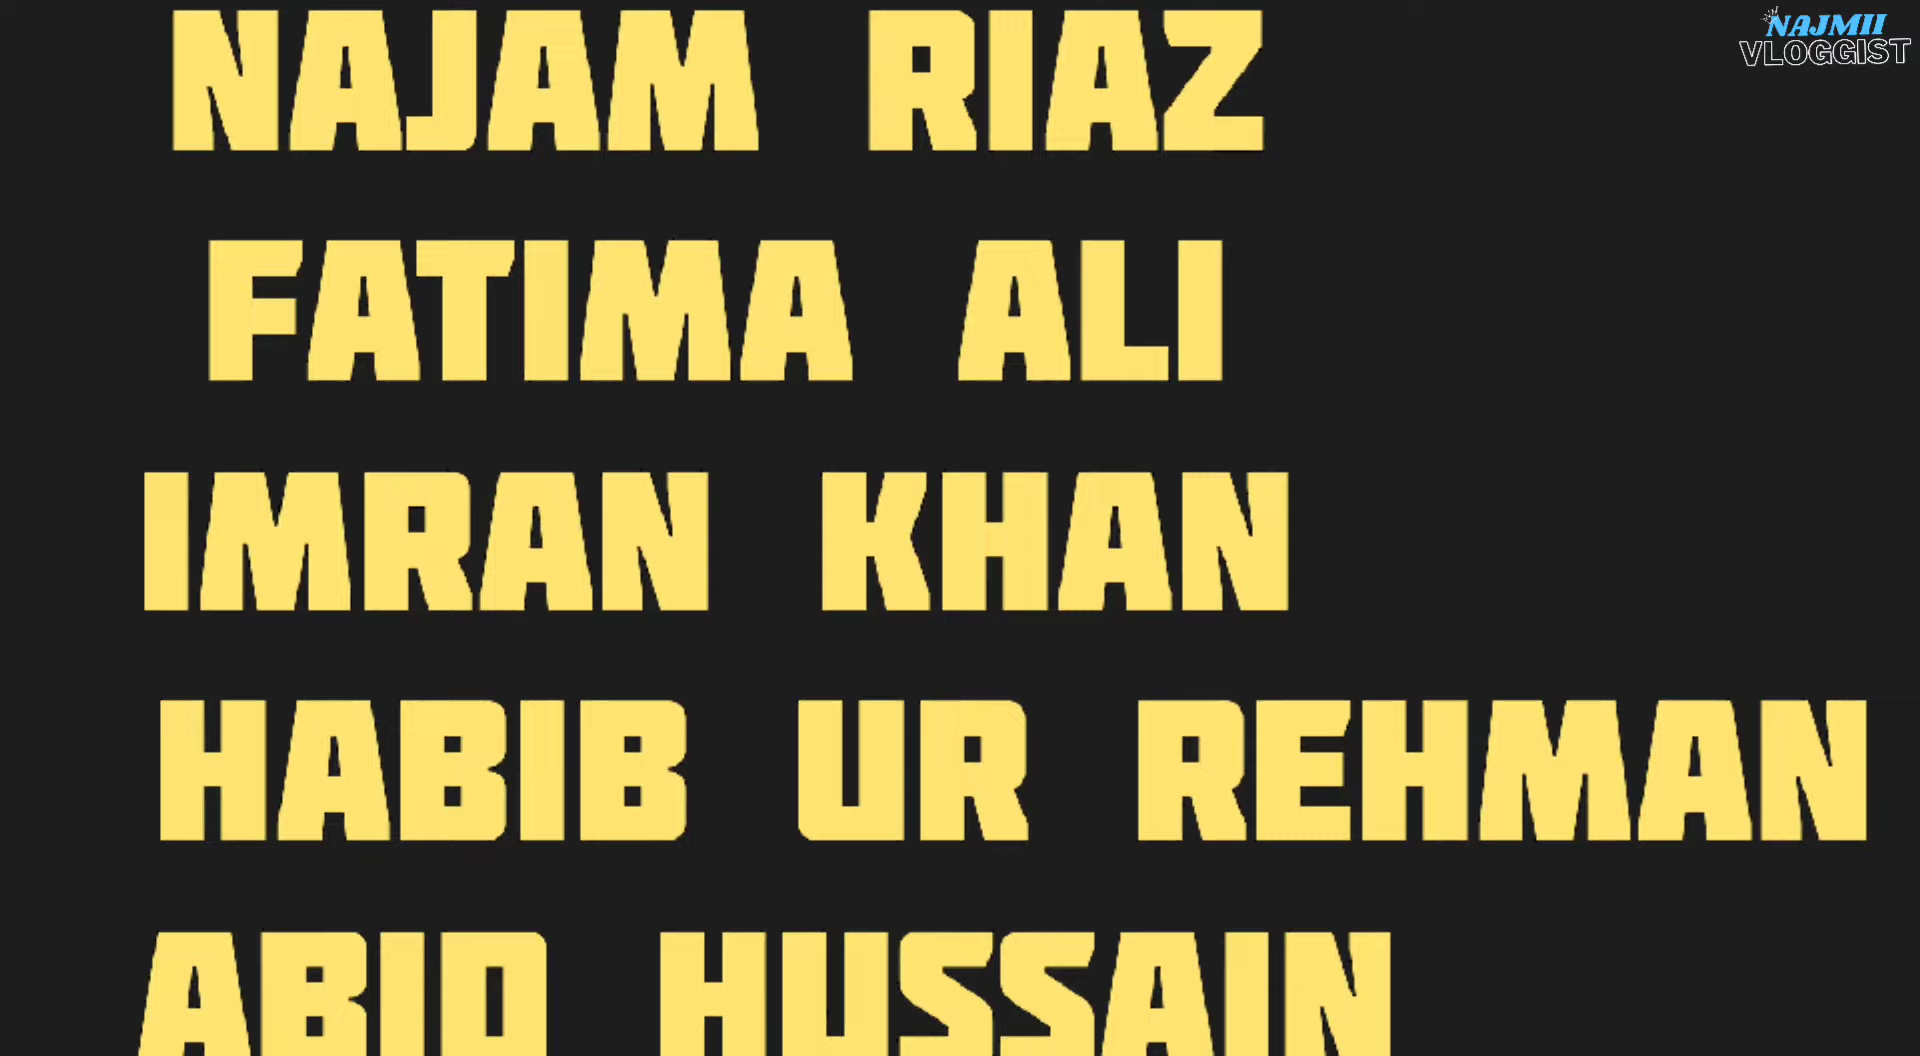 NAJMII
VLOGGIST
NAJAM RIAZ
FATIMA ALI
IMRAN KHAN
HABIB UR REHMAN
ABID HUSSAIN